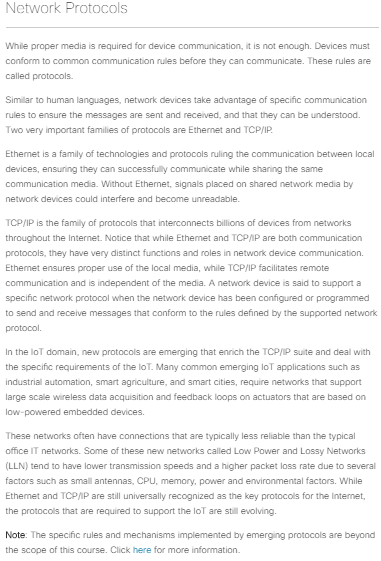 Network Protocols
While proper media is required for device communication, it is not enough. Devices must
conform to common communication rules before they can communicate. These rules are
called protocols.
Similar to human languages, network devices take advantage of specific communication
rules to ensure the messages are sent and received, and that they can be understood.
Two very important families of protocols are Ethernet and TCP/IP.
Ethernet is a family of technologies and protocols ruling the communication between local
devices, ensuring they can successfully communicate while sharing the same
communication media. Without Ethernet, signals placed on shared network media by
network devices could interfere and become unreadable.
TCP/IP is the family of protocols that interconnects billions of devices from networks
throughout the Internet. Notice that while Ethernet and TCP/IP are both communication
protocols, they have very distinct functions and roles in network device communication.
Ethernet ensures proper use of the local media, while TCP/IP facilitates remote
communication and is independent of the media. A network device is said to support a
specific network protocol when the network device has been configured or programmed
to send and receive messages that conform to the rules defined by the supported network
protocol.
In the IoT domain, new protocols are emerging that enrich the TCP/IP suite and deal with
the specific requirements of the IoT. Many common emerging IoT applications such as
industrial automation, smart agriculture, and smart cities, require networks that support
large scale wireless data acquisition and feedback loops on actuators that are based on
low-powered embedded devices.
These networks often have connections that are typically less reliable than the typical
office IT networks. Some of these new networks called Low Power and Lossy Networks
(LLN) tend to have lower transmission speeds and a higher packet loss rate due to several
factors such as small antennas, CPU, memory, power and environmental factors. While
Ethernet and TCP/IP are still universally recognized as the key protocols for the Internet,
the protocols that are required to support the IoT are still evolving.
Note: The specific rules and mechanisms implemented by emerging protocols are beyond
the scope of this course. Click here for more information.